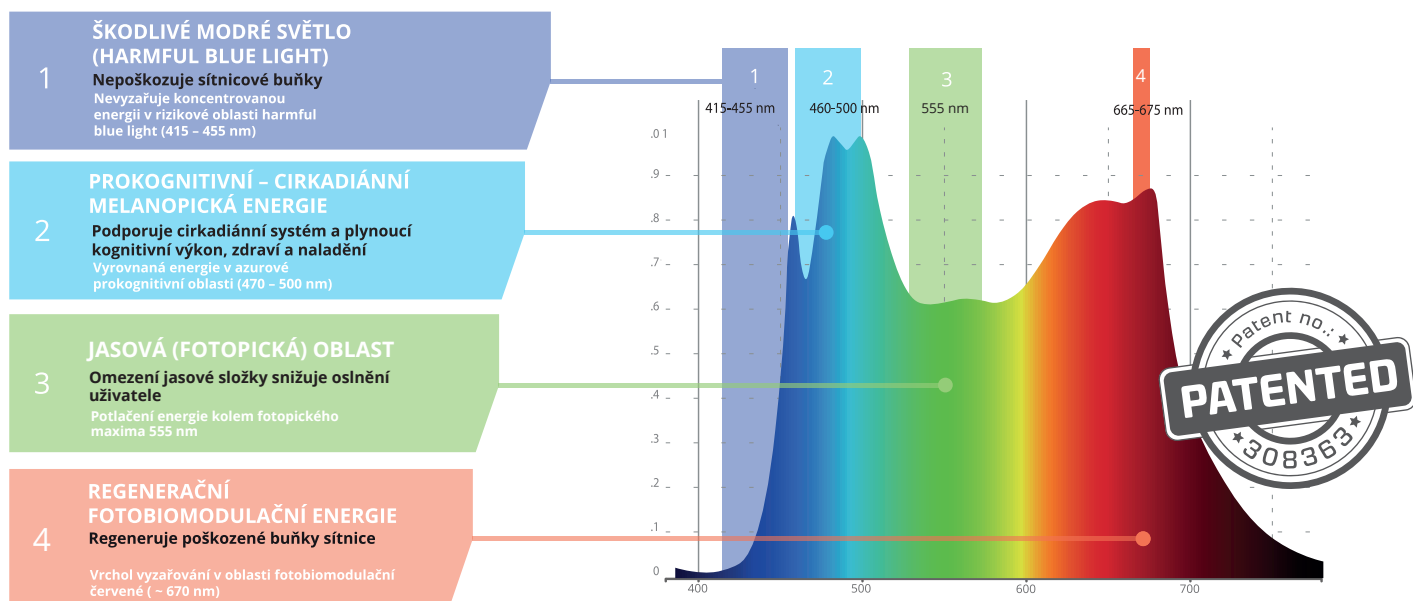 1
ŠKODLIVÉ MODRÉ SVĚTLO
(HARMFUL BLUE LIGHT)
Nepoškozuje sítnicové buňky
Nevyzařuje koncentrovanou
energii v rizikové oblasti harmful
blue light (415 – 455 nm)
2
PROKOGNITIVNÍ – CIRKADIÁNNÍ
MELANOPICKÁ ENERGIE
Podporuje cirkadiánní systém a plynoucí
kognitivní výkon, zdraví a naladění
Vyrovnaná energie v azurové
prokognitivní oblasti (470 – 500 nm)
3
JASOVÁ (FOTOPICKÁ) OBLAST
Omezení jasové složky snižuje oslnění
uživatele
Potlačení energie kolem fotopického
maxima 555 nm
4
REGENERAČNÍ
FOTOBIOMODULAČNÍ ENERGIE
Regeneruje poškozené buňky sítnice
Vrchol vyzařování v oblasti fotobiomodulační
červené ( ~ 670 nm)
1
2
3
4
415-455 nm
460-500 nm
555 nm
665-675 nm
.0 1
.9
.8
.7
.6
.5
.4
.3
.2
.1
0
400
500
600
700
Patent no.:
PATENTED
308363